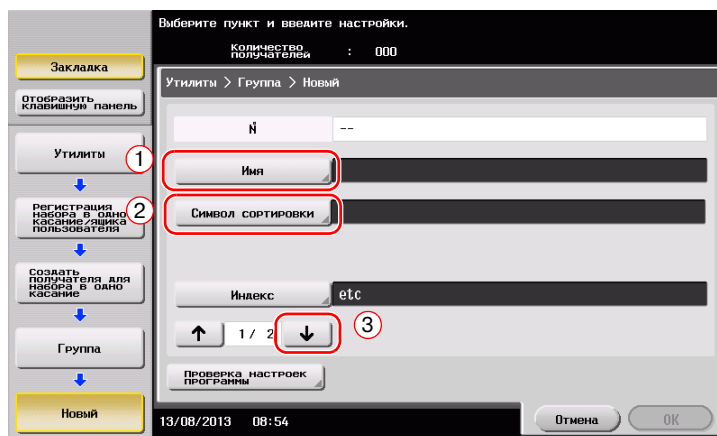 Выберите пункт и введите настройки.
Количество
получателей : 000
Закладка
Отобразить
клавишную панель
Утилиты
Регистрация
набора в одно
касание/ящика
пользователя
Создать
получателя для
набора в одно
касание
Группа
Новый
Утилиты > Группа > Новый
№ --
1
Имя
2
Символ сортировки
Индекс etc
↑ 1/ 2 ↓
3
Проверка настроек
программы
13/08/2013 08:54
Отмена
OK